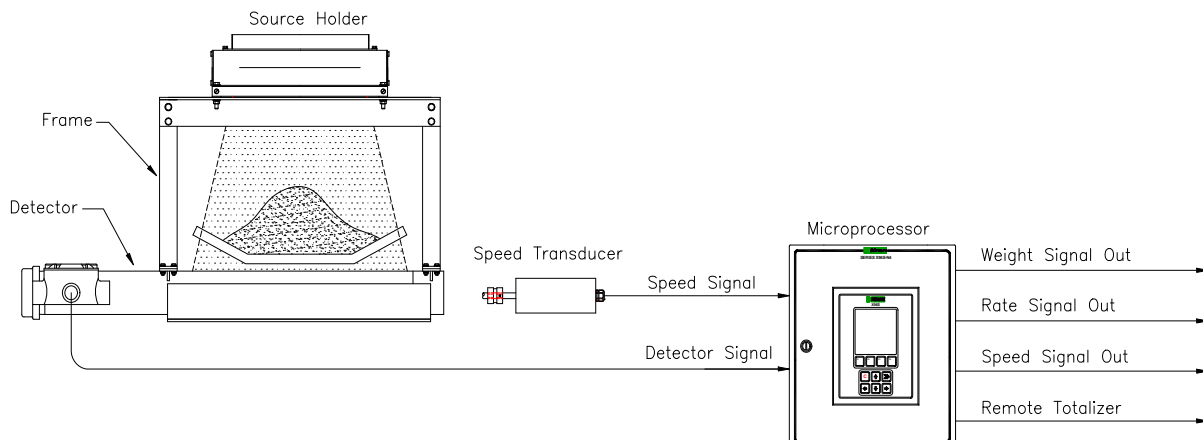 Source Holder
Frame
Detector
Speed Transducer
Microprocessor
Speed Signal
Detector Signal
Weight Signal Out
Rate Signal Out
Speed Signal Out
Remote Totalizer